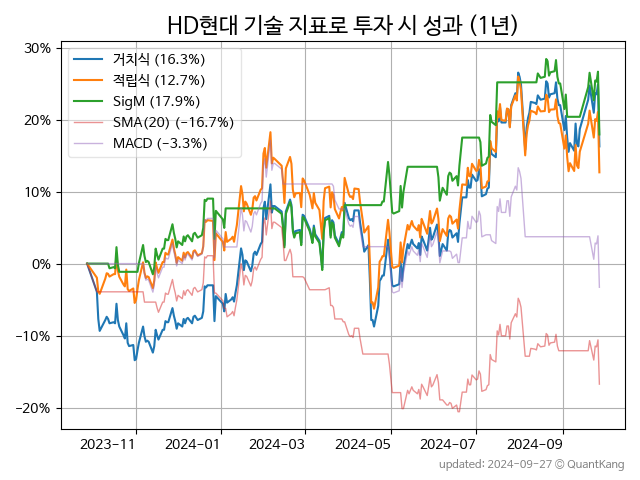 HD현대 기술 지표로 투자 시 성과 (1년)
30%
20%
10%
0%
−10%
−20%
거치식 (16.3%)
적립식 (12.7%)
SigM (17.9%)
SMA(20) (−16.7%)
MACD (−3.3%)
2023-11 2024-01 2024-03 2024-05 2024-07 2024-09
updated: 2024-09-27 © QuantKang